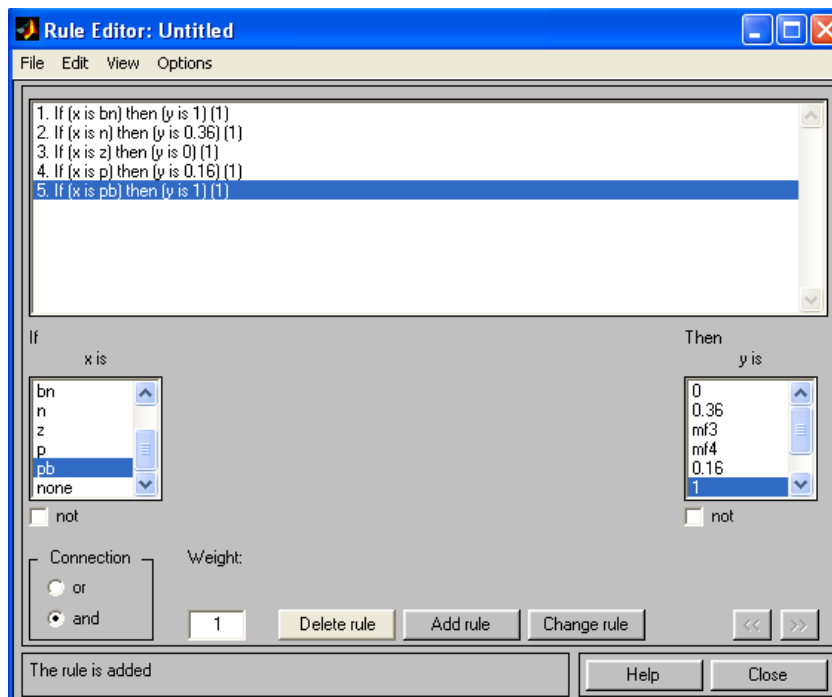 Rule Editor: Untitled
File Edit View Options
1. If (x is bn) then (y is 1) (1)
2. If (x is n) then (y is 0.36) (1)
3. If (x is z) then (y is 0) (1)
4. If (x is p) then (y is 0.16) (1)
5. If (x is pb) then (y is 1) (1)
If
x is
Then
y is
bn
n
z
p
pb
none
0
0.36
mf3
mf4
0.16
1
not
not
Connection
or
and
Weight:
1
Delete rule
Add rule
Change rule
<<
>>
The rule is added
Help
Close